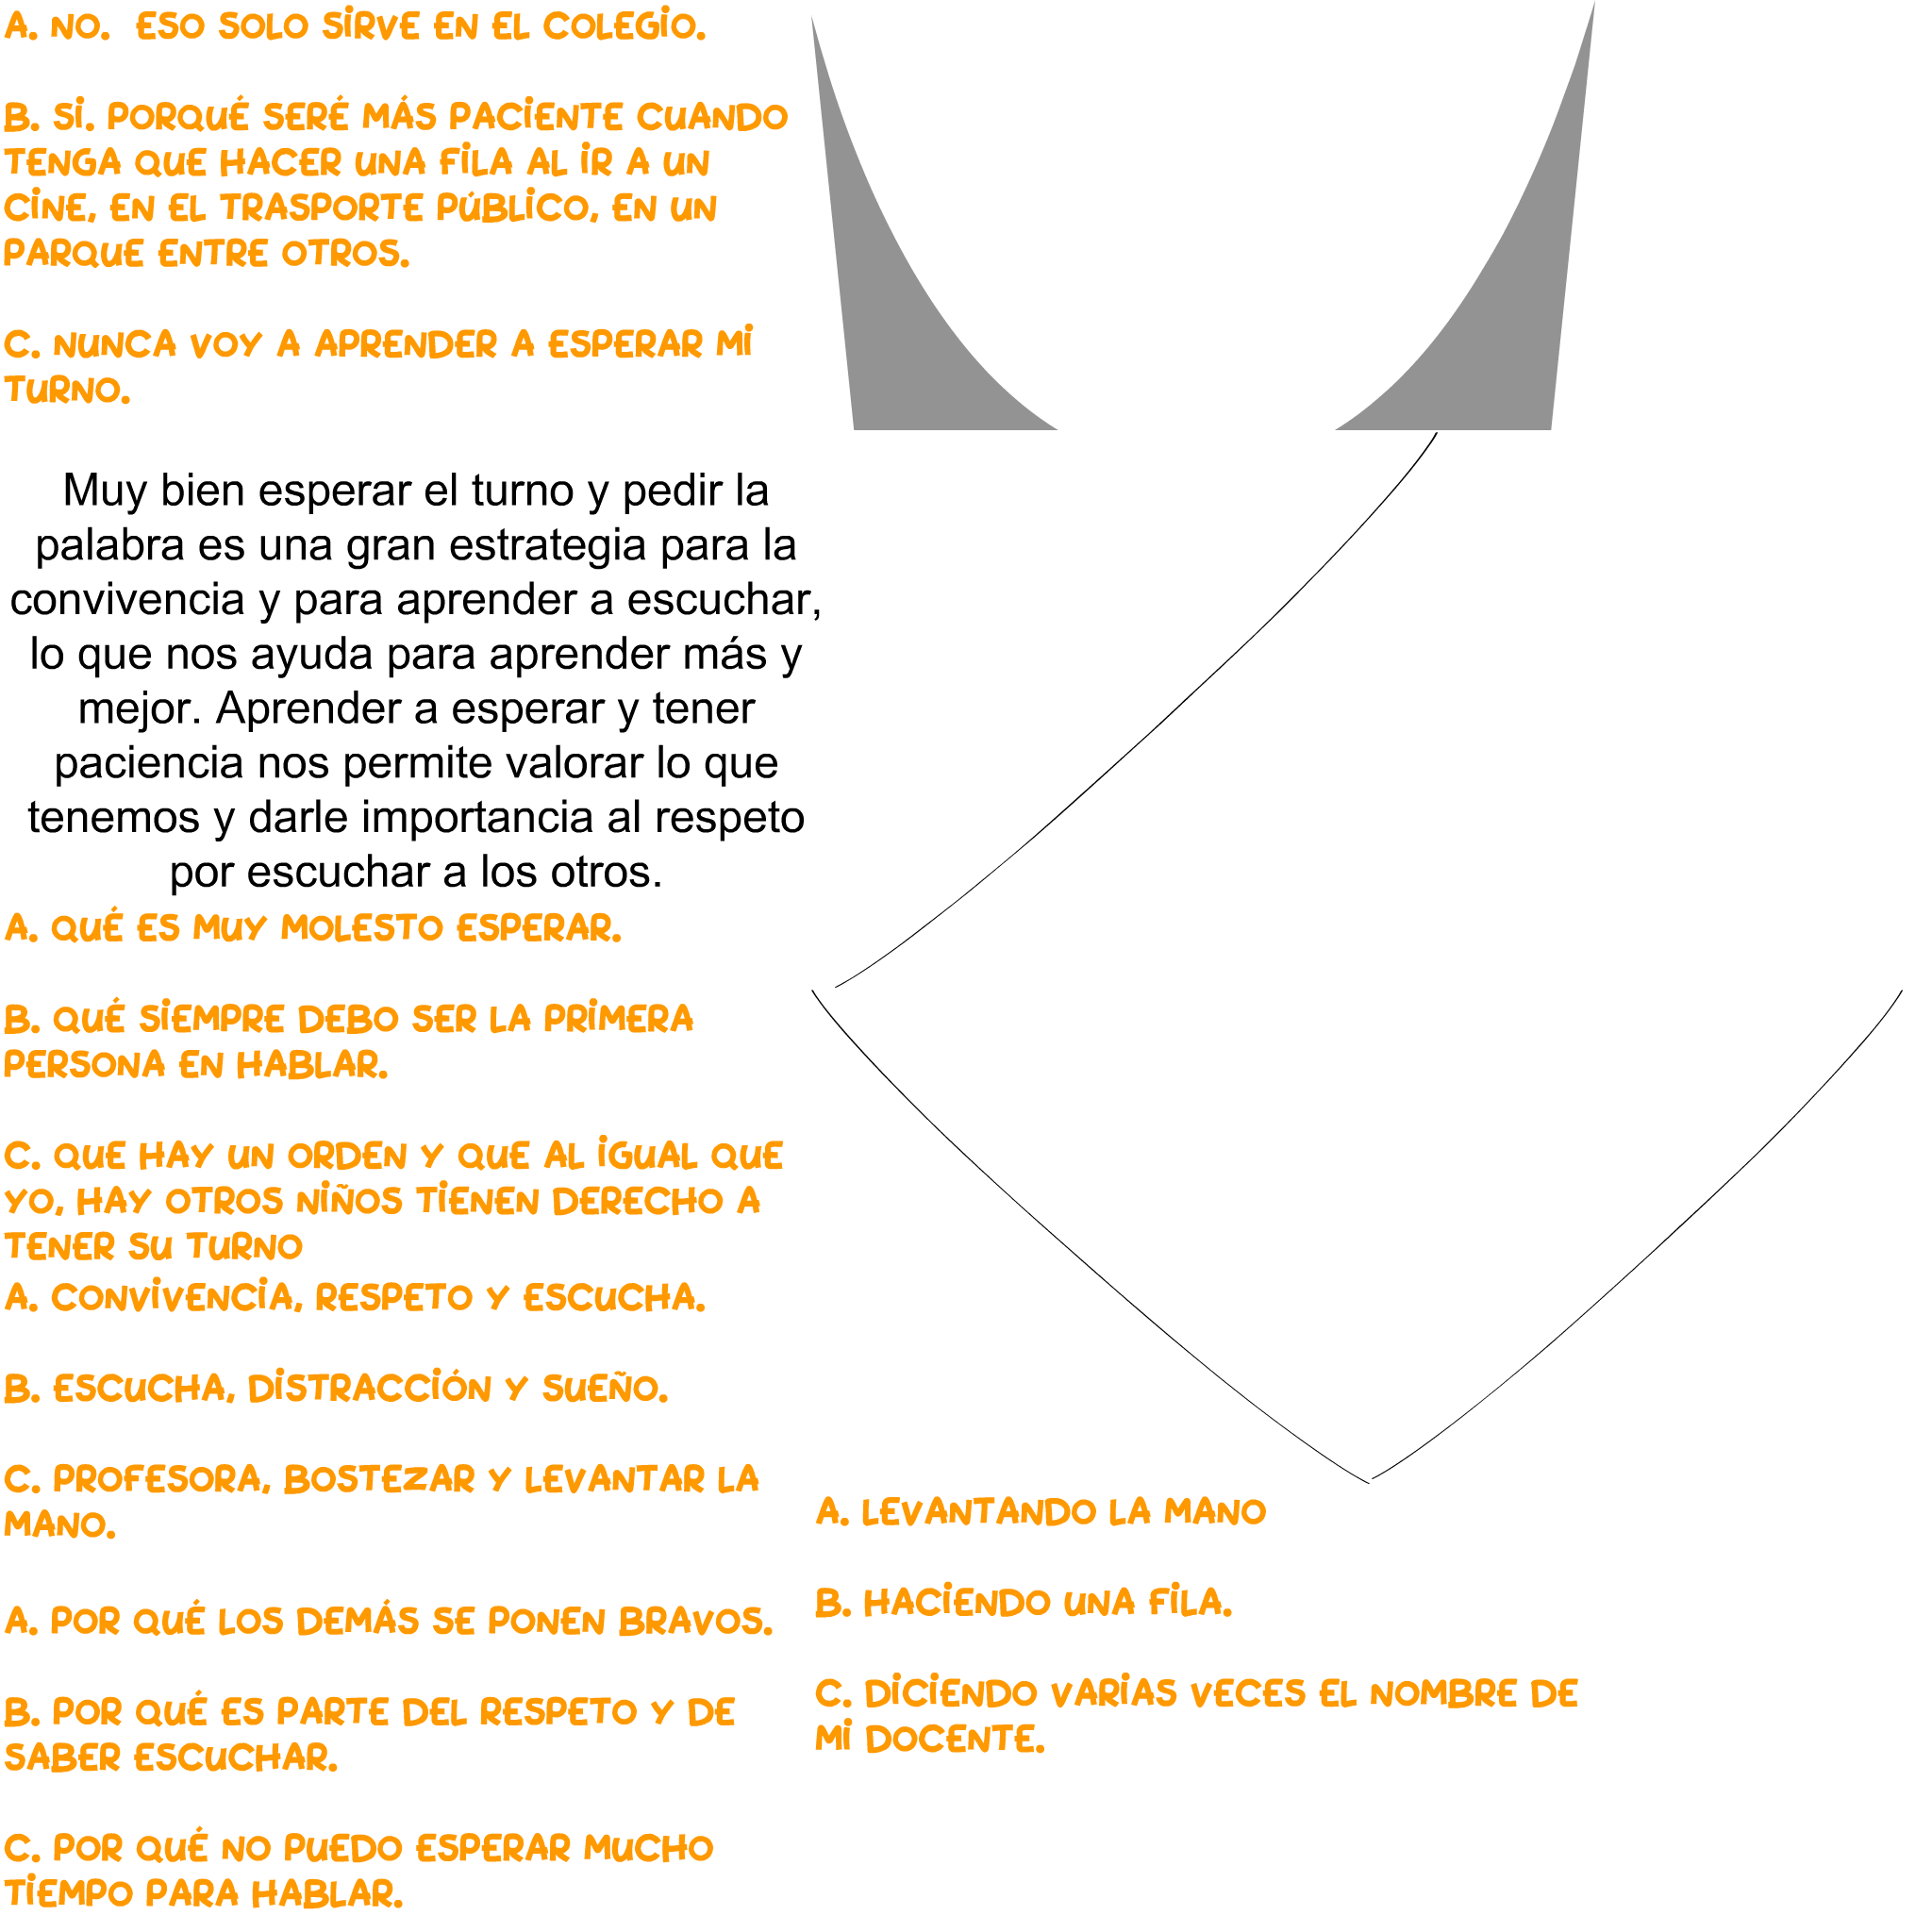 A. NO. ESO SOLO SIRVE EN EL COLEGIO.
B. SI. PORQUÉ SERÉ MÁS PACIENTE CUANDO
TENGA QUE HACER UNA FILA AL IR A UN
CINE, EN EL TRASPORTE PÚBLICO, EN UN
PARQUE ENTRE OTROS.
C. NUNCA VOY A APRENDER A ESPERAR MI
TURNO.
Muy bien esperar el turno y pedir la
palabra es una gran estrategia para la
convivencia y para aprender a escuchar,
lo que nos ayuda para aprender más y
mejor. Aprender a esperar y tener
paciencia nos permite valorar lo que
tenemos y darle importancia al respeto
por escuchar a los otros.
A. QUÉ ES MUY MOLESTO ESPERAR.
B. QUÉ SIEMPRE DEBO SER LA PRIMERA
PERSONA EN HABLAR.
C. QUE HAY UN ORDEN Y QUE AL IGUAL QUE
YO, HAY OTROS NIÑOS TIENEN DERECHO A
TENER SU TURNO
A. CONVIVENCIA, RESPETO Y ESCUCHA.
B. ESCUCHA, DISTRACCIÓN Y SUEÑO.
C. PROFESORA, BOSTEZAR Y LEVANTAR LA
MANO.
A. POR QUÉ LOS DEMÁS SE PONEN BRAVOS.
B. POR QUÉ ES PARTE DEL RESPETO Y DE
SABER ESCUCHAR.
C. POR QUÉ NO PUEDO ESPERAR MUCHO
TIEMPO PARA HABLAR.
A. LEVANTANDO LA MANO
B. HACIENDO UNA FILA.
C. DICIENDO VARIAS VECES EL NOMBRE DE
MI DOCENTE.